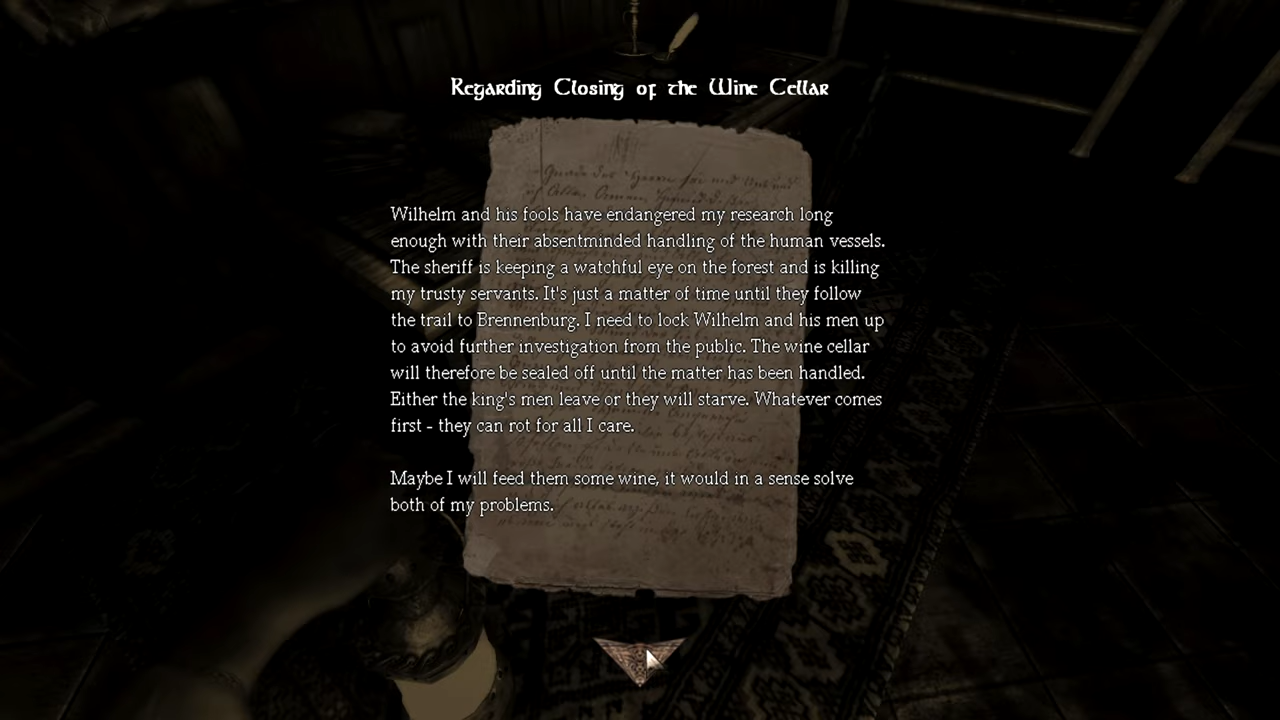 Regarding Closing of the Wine Cellar
Wilhelm and his fools have endangered my research long
enough with their absentminded handling of the human vessels.
The sheriff is keeping a watchful eye on the forest and is killing
my trusty servants. It's just a matter of time until they follow
the trail to Brennenburg. I need to lock Wilhelm and his men up
to avoid further investigation from the public. The wine cellar
will therefore be sealed off until the matter has been handled.
Either the king's men leave or they will starve. Whatever comes
first - they can rot for all I care.
Maybe I will feed them some wine, it would in a sense solve
both of my problems.